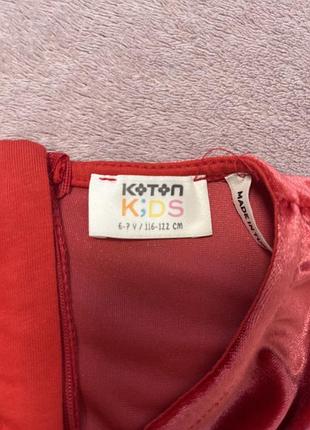 KOTON
KIDS
6-7 Y / 116-122 CM
MADE IN